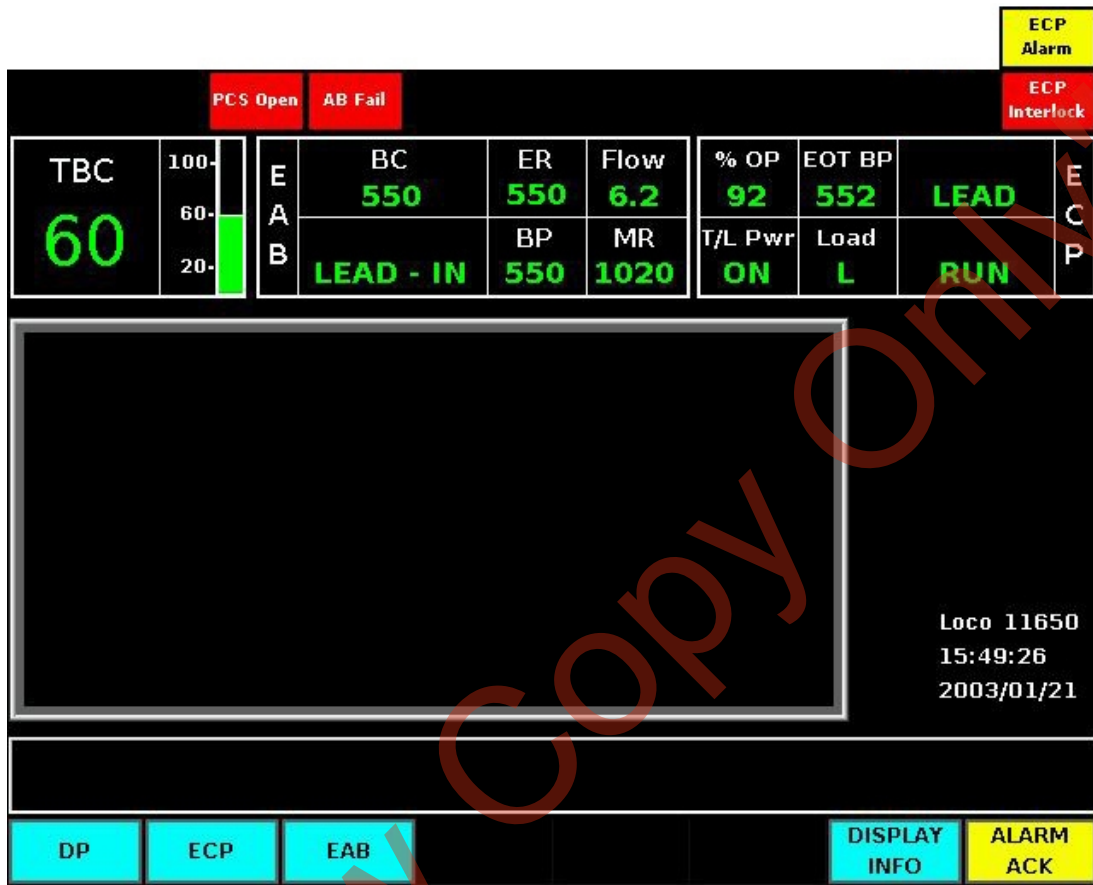 ECP
Alarm
PCS Open AB Fail ECP
Interlock
TBC
60
100-
60-
20-
E
A
B
BC
550
ER
550
Flow
6.2
LEAD - IN
BP
550
MR
1020
% OP
92
EOT BP
552
LEAD
T/L Pwr
ON
Load
L
RUN
E
C
P
Loco 11650
15:49:26
2003/01/21
DP ECP EAB DISPLAY
INFO
ALARM
ACK
y Copy Only"